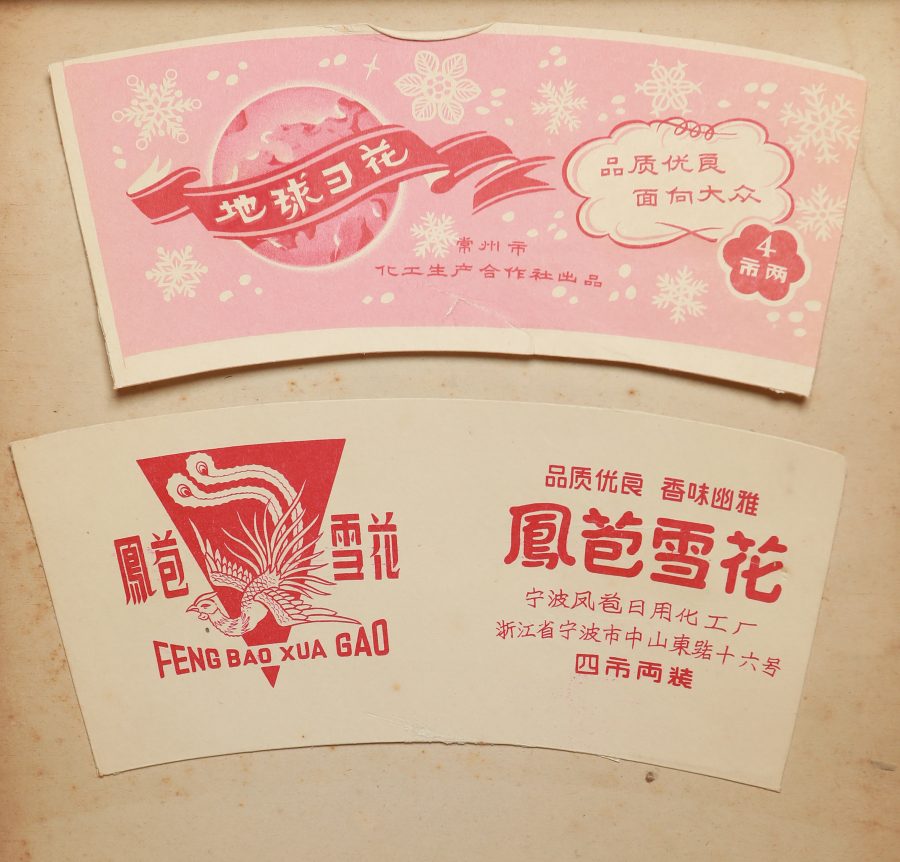 地球彐花
品质优良
面向大众
4
市两
常州市
化工生产合作社出品
鳳苞 雪花
FENG BAO XUA GAO
品质优良 香味幽雅
鳳苞雪花
宁波凤苞日用化工厂
浙江省宁波市中山東路十六号
四市両装